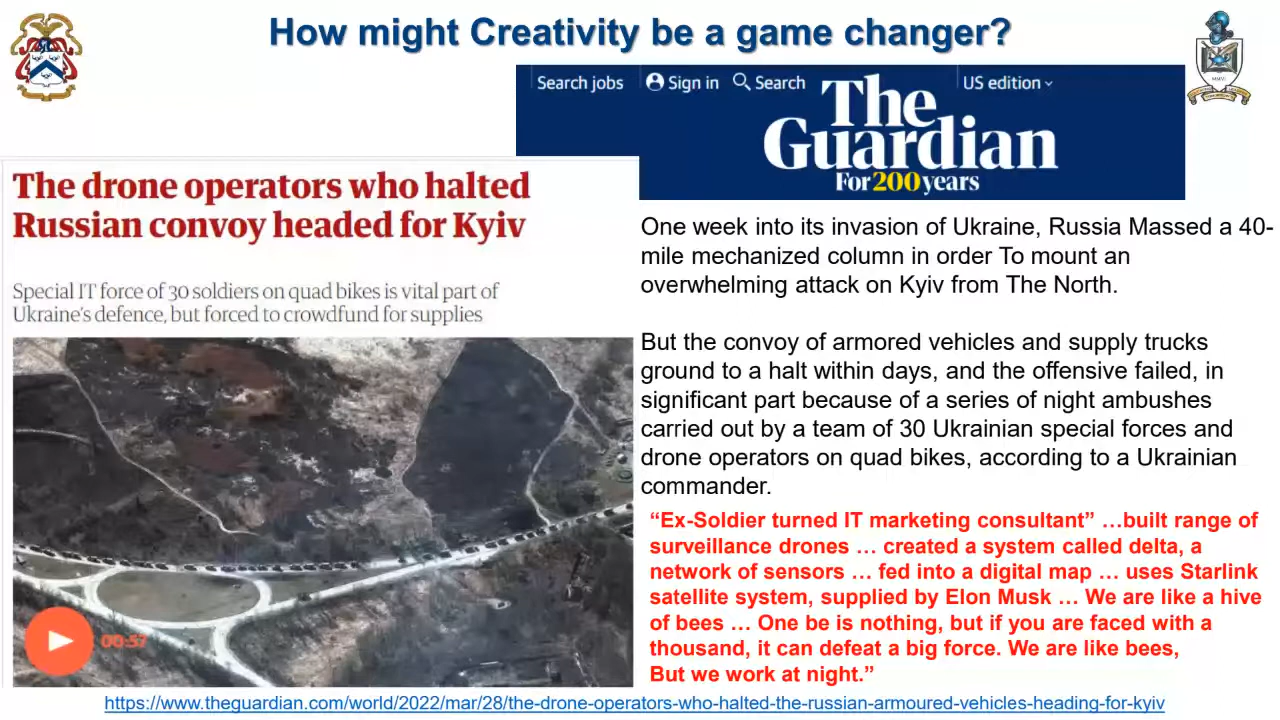 How might Creativity be a game changer?
Search jobs Sign in Search US edition
The
Guardian
For 200 years
The drone operators who halted
Russian convoy headed for Kyiv
Special IT force of 30 soldiers on quad bikes is vital part of
Ukraine's defence, but forced to crowdfund for supplies
00:57
One week into its invasion of Ukraine, Russia Massed a 40-
mile mechanized column in order To mount an
overwhelming attack on Kyiv from The North.
But the convoy of armored vehicles and supply trucks
ground to a halt within days, and the offensive failed, in
significant part because of a series of night ambushes
carried out by a team of 30 Ukrainian special forces and
drone operators on quad bikes, according to a Ukrainian
commander.
“Ex-Soldier turned IT marketing consultant” …built range of
surveillance drones … created a system called delta, a
network of sensors … fed into a digital map … uses Starlink
satellite system, supplied by Elon Musk … We are like a hive
of bees … One be is nothing, but if you are faced with a
thousand, it can defeat a big force. We are like bees,
But we work at night.”
https://www.theguardian.com/world/2022/mar/28/the-drone-operators-who-halted-the-russian-armoured-vehicles-heading-for-kyiv